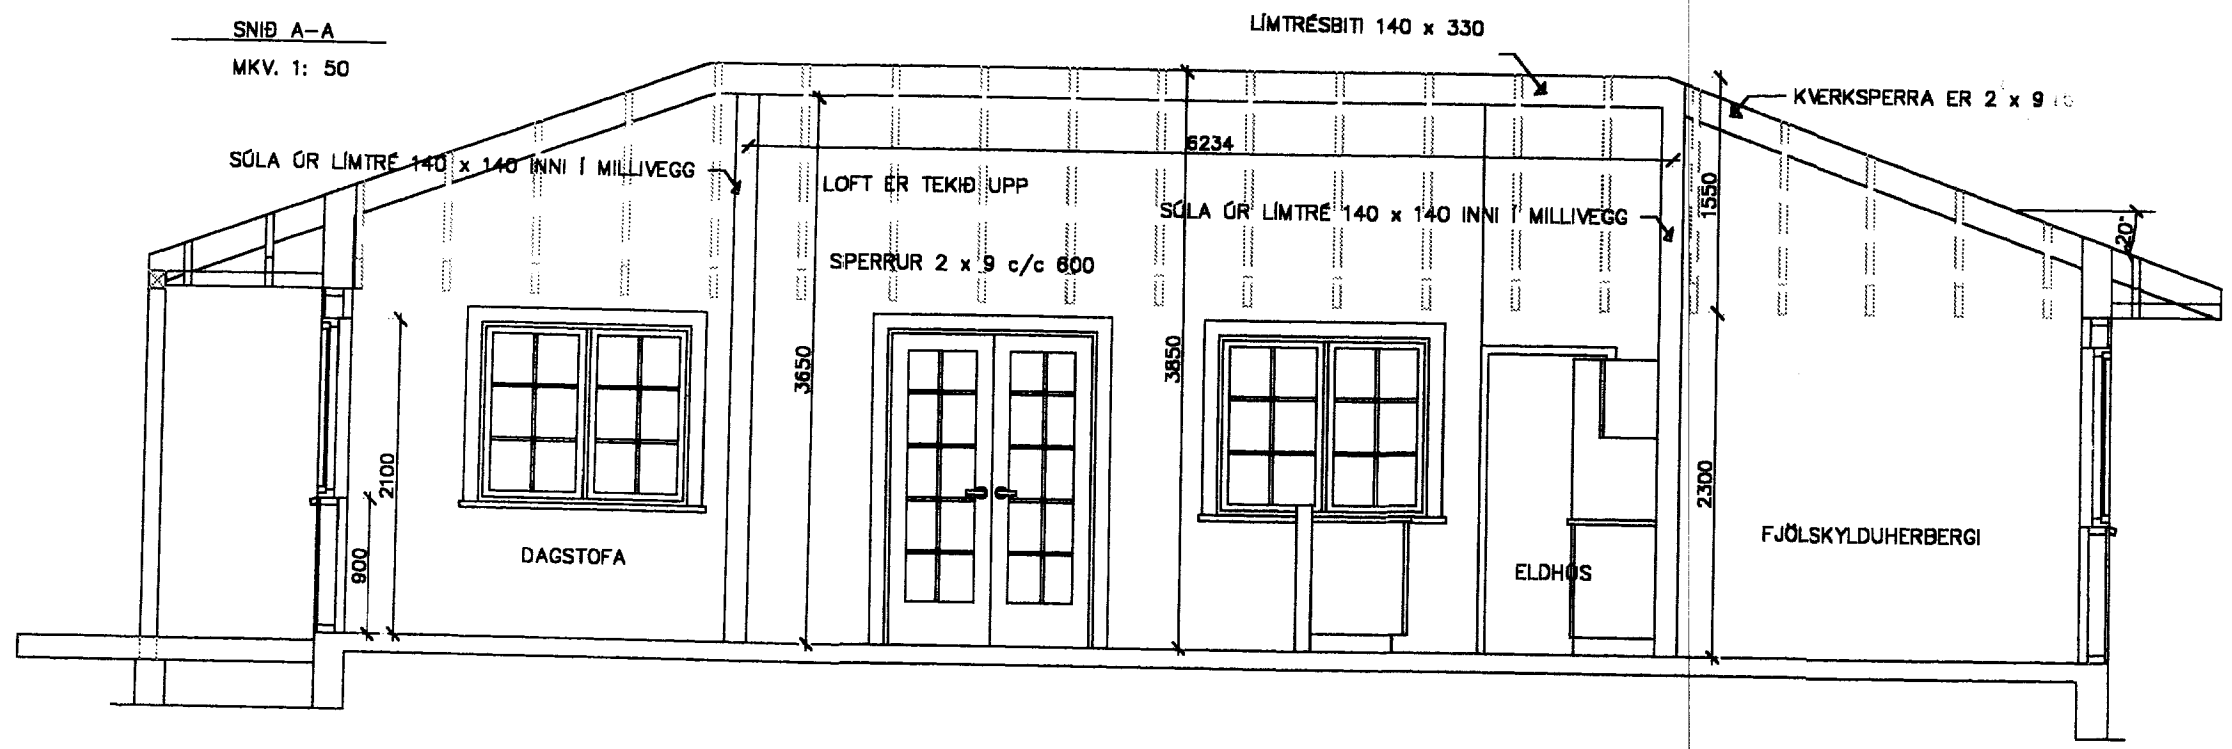 SNIÐ A-A
MKV. 1: 50
LÍMTRÉSBITI 140 x 330
KVERKSPERRA ER 2 x 9
6234
SÚLA ÚR LÍMTRÉ 140 x 140 INNI Í MILLIVEGG
LOFT ER TEKIÐ UPP
SÚLA ÚR LÍMTRÉ 140 x 140 INNI Í MILLIVEGG
1550
20°
SPERRUR 2 x 9 c/c 600
3650
3850
2100
2300
900
DAGSTOFA
ELDHÚS
FJÖLSKYLDUHERBERGI